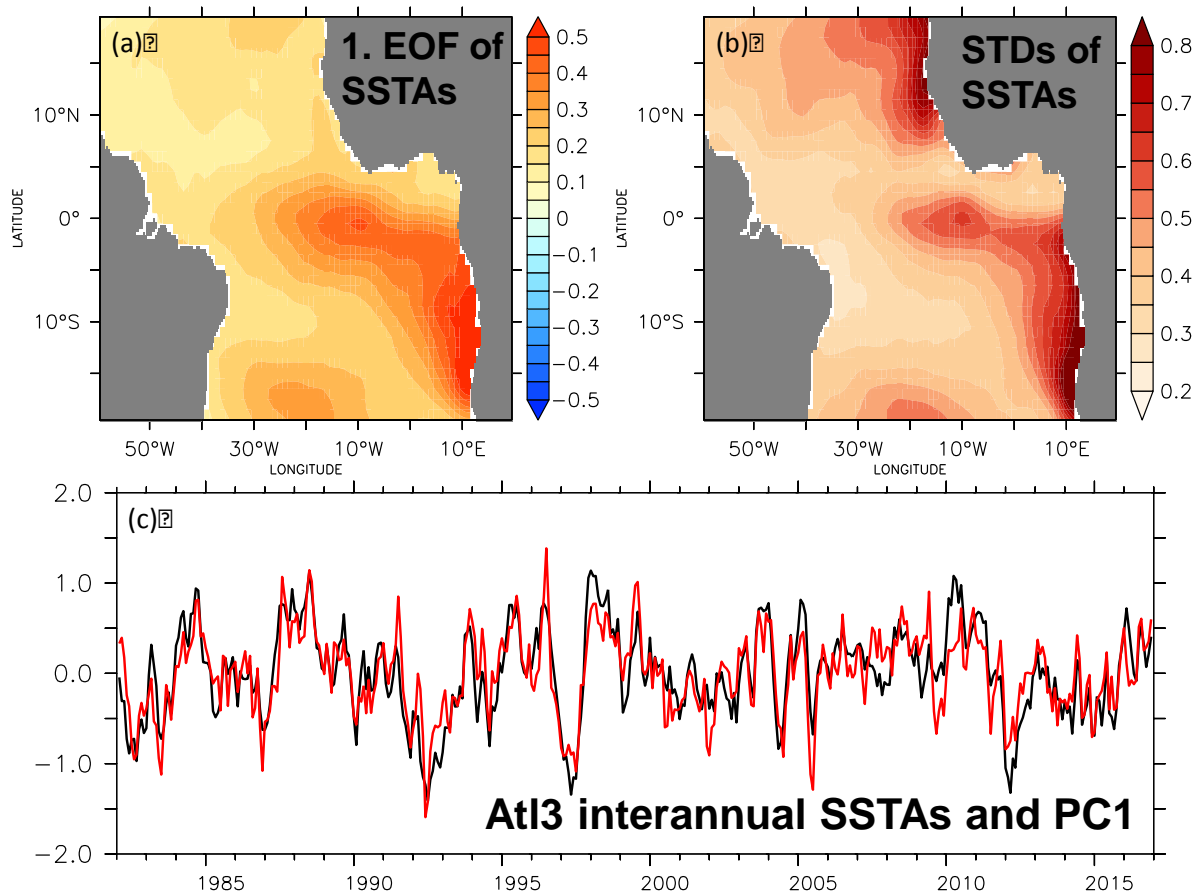 (a)
1. EOF of
SSTAs
10°N
0°
10°S
LATITUDE
50°W 30°W 10°W 10°E
LONGITUDE
0.5
0.4
0.3
0.2
0.1
0
−0.1
−0.2
−0.3
−0.4
−0.5
(b)
STDs of
SSTAs
10°N
0°
10°S
LATITUDE
50°W 30°W 10°W 10°E
LONGITUDE
0.8
0.7
0.6
0.5
0.4
0.3
0.2
(c)
2.0
1.0
0.0
−1.0
−2.0
Atl3 interannual SSTAs and PC1
1985 1990 1995 2000 2005 2010 2015